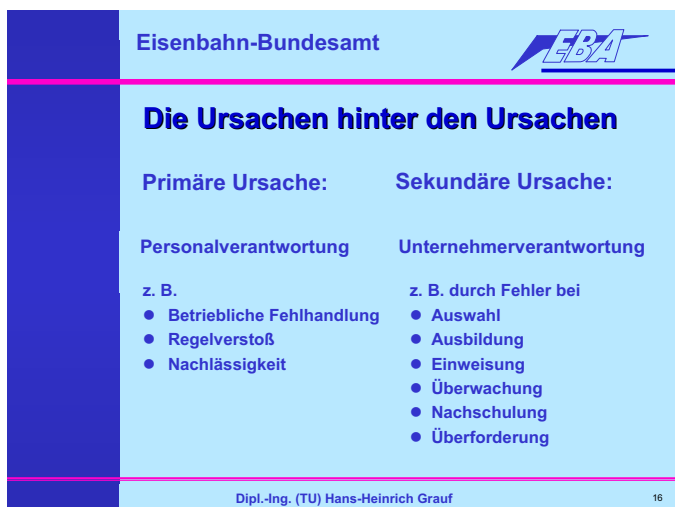 Eisenbahn-Bundesamt
EBA
Die Ursachen hinter den Ursachen
Primäre Ursache:
Personalverantwortung
z. B.
● Betriebliche Fehlhandlung
● Regelverstoß
● Nachlässigkeit
Sekundäre Ursache:
Unternehmerverantwortung
z. B. durch Fehler bei
● Auswahl
● Ausbildung
● Einweisung
● Überwachung
● Nachschulung
● Überforderung
Dipl.-Ing. (TU) Hans-Heinrich Grauf
16